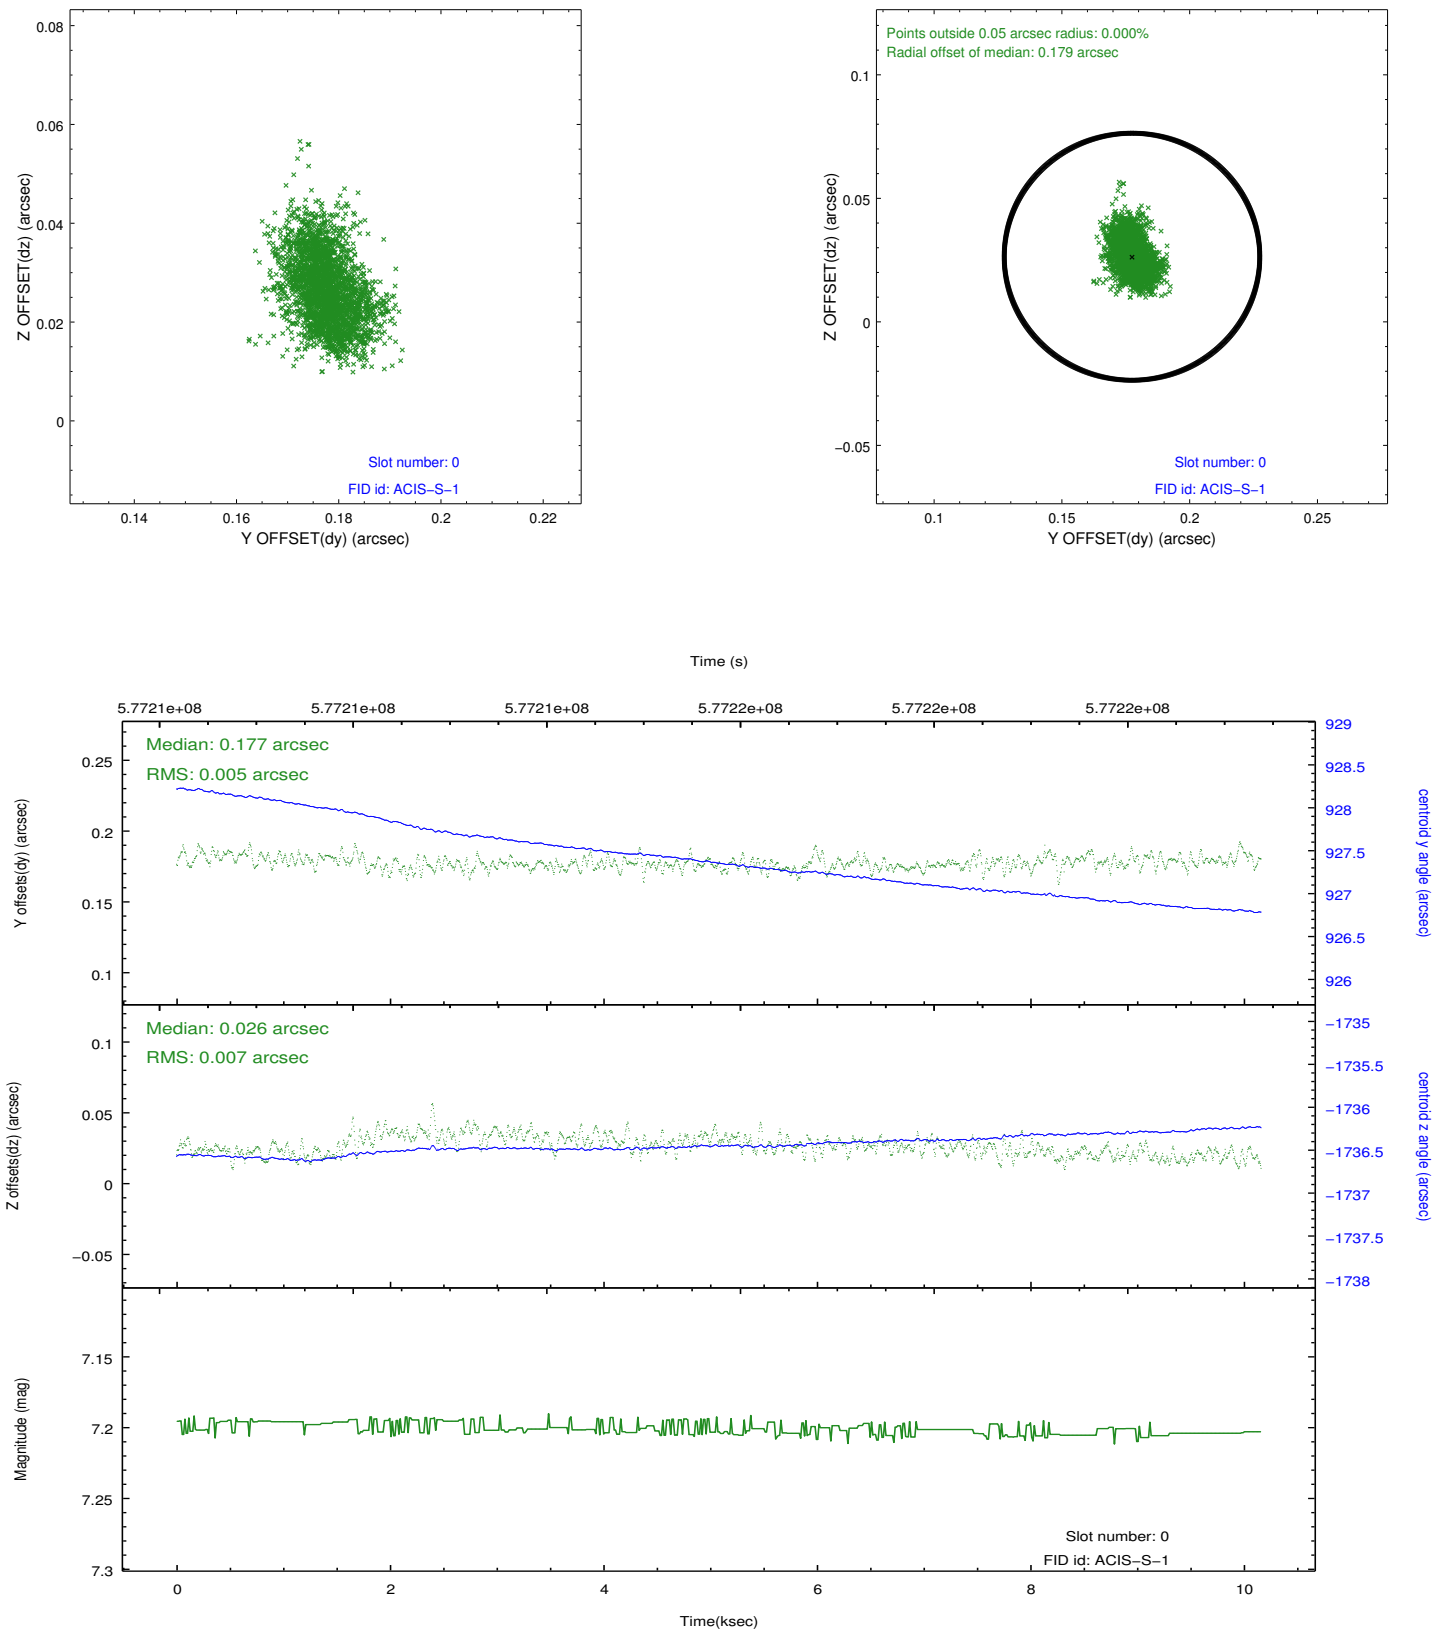 0.08
0.06
0.04
0.02
0
Z OFFSET(dz) (arcsec)
Slot number: 0
FID id: ACIS−S−1
0.14 0.16 0.18 0.2 0.22
Y OFFSET(dy) (arcsec)
Points outside 0.05 arcsec radius: 0.000%
Radial offset of median: 0.179 arcsec
0.1
0.05
0
−0.05
Z OFFSET(dz) (arcsec)
Slot number: 0
FID id: ACIS−S−1
0.1 0.15 0.2 0.25
Y OFFSET(dy) (arcsec)
Time (s)
5.7721e+08 5.7721e+08 5.7721e+08 5.7722e+08 5.7722e+08 5.7722e+08
Median: 0.177 arcsec
RMS: 0.005 arcsec
0.25
0.2
0.15
0.1
Y offsets(dy) (arcsec)
929
928.5
928
927.5
927
926.5
926
centroid y angle (arcsec)
Median: 0.026 arcsec
RMS: 0.007 arcsec
0.1
0.05
0
−0.05
Z offsets(dz) (arcsec)
−1735
−1735.5
−1736
−1736.5
−1737
−1737.5
−1738
centroid z angle (arcsec)
7.15
7.2
7.25
7.3
Magnitude (mag)
Slot number: 0
FID id: ACIS−S−1
0 2 4 6 8 10
Time(ksec)